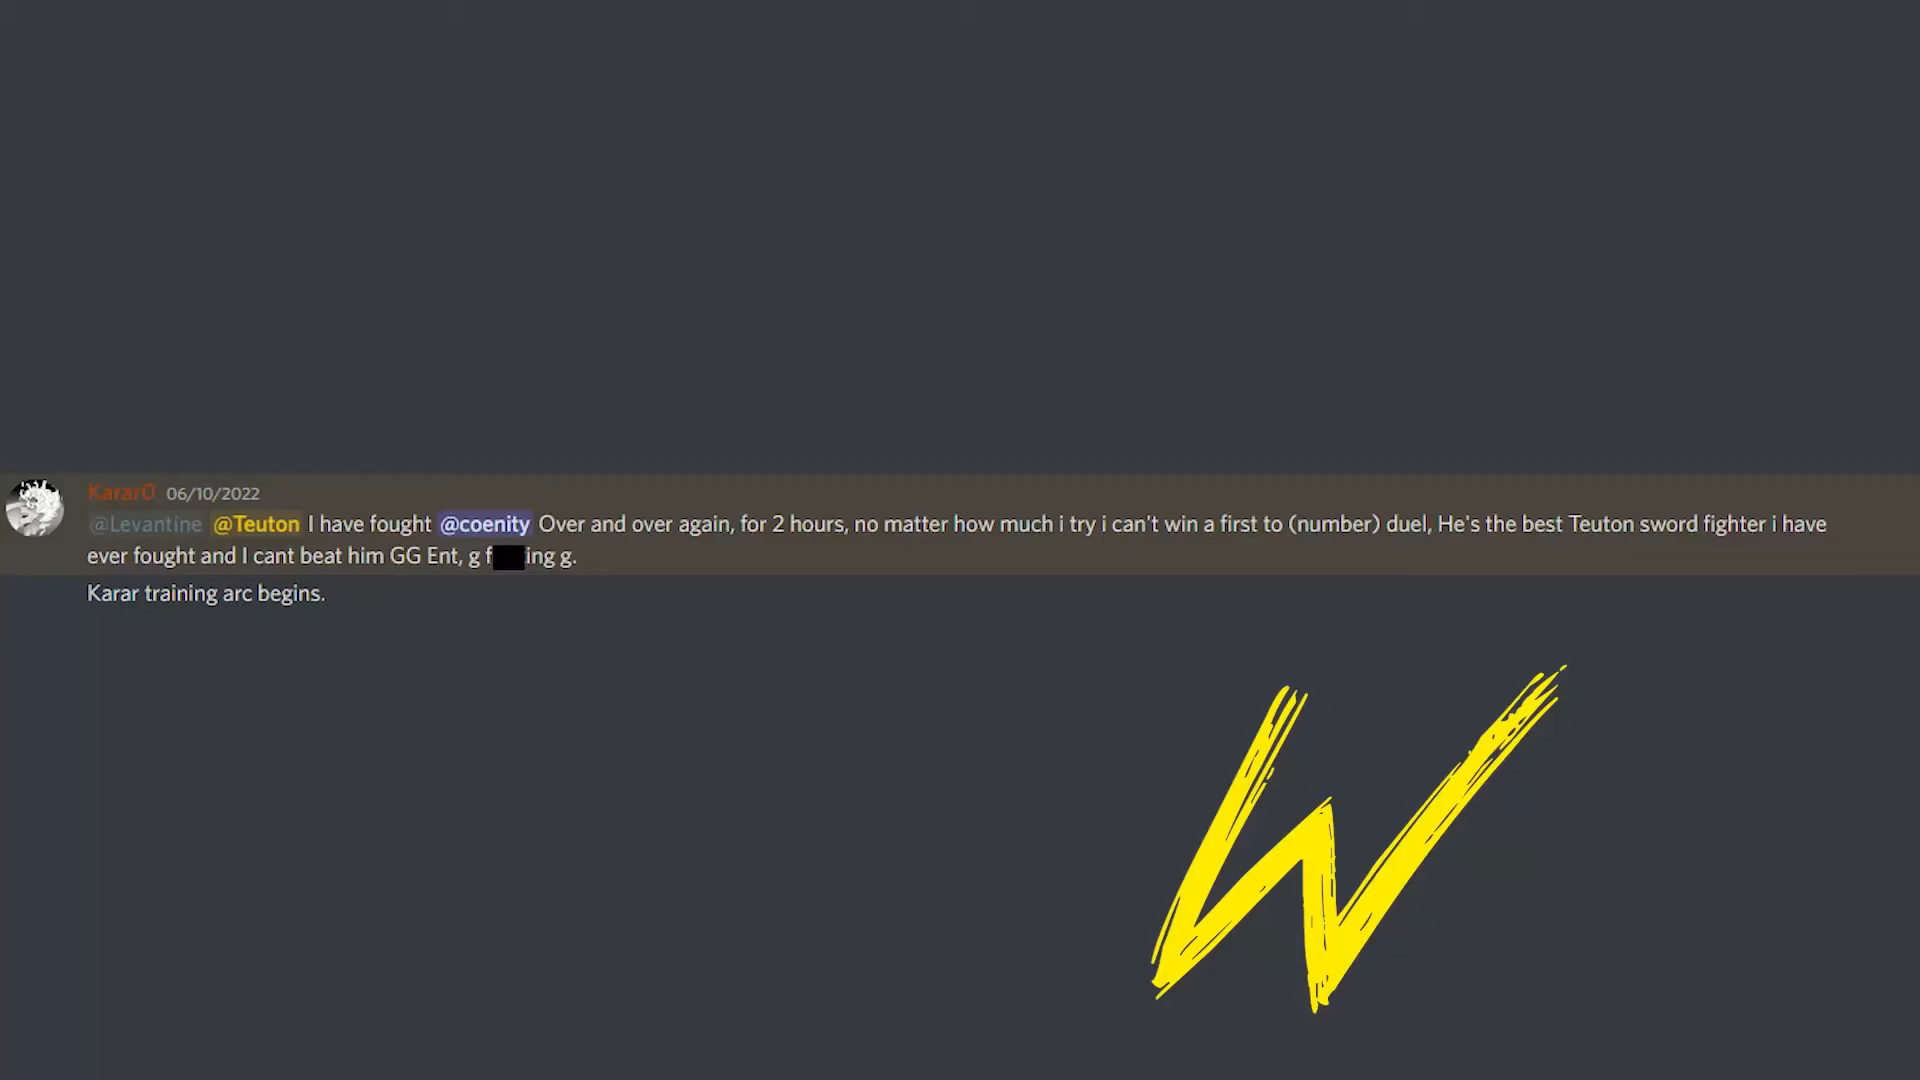 Karar0 06/10/2022
@Levantine @Teuton I have fought @coenity Over and over again, for 2 hours, no matter how much i try i can't win a first to (number) duel, He's the best Teuton sword fighter i have
ever fought and I cant beat him GG Ent, g f ing g.
Karar training arc begins.
W